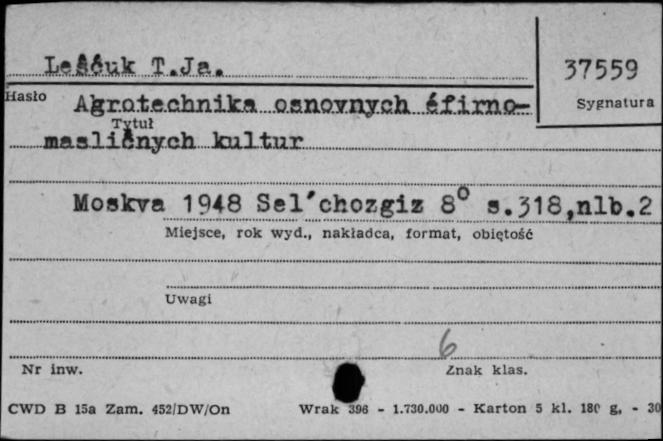 Leščuk T.Ja.
37559
Hasło
Sygnatura
Agrotechnika osnovnych éfirno-
Tytuł
masličnych kultur
Moskva 1948 Sel'chozgiz 8° s.318,nlb.2
Miejsce, rok wyd., nakładca, format, obiętość
Uwagi
6
Nr inw.
Znak klas.
CWD B 15a Zam. 452/DW/On Wrak 396 - 1.730.000 - Karton 5 kl. 180 g, - 30